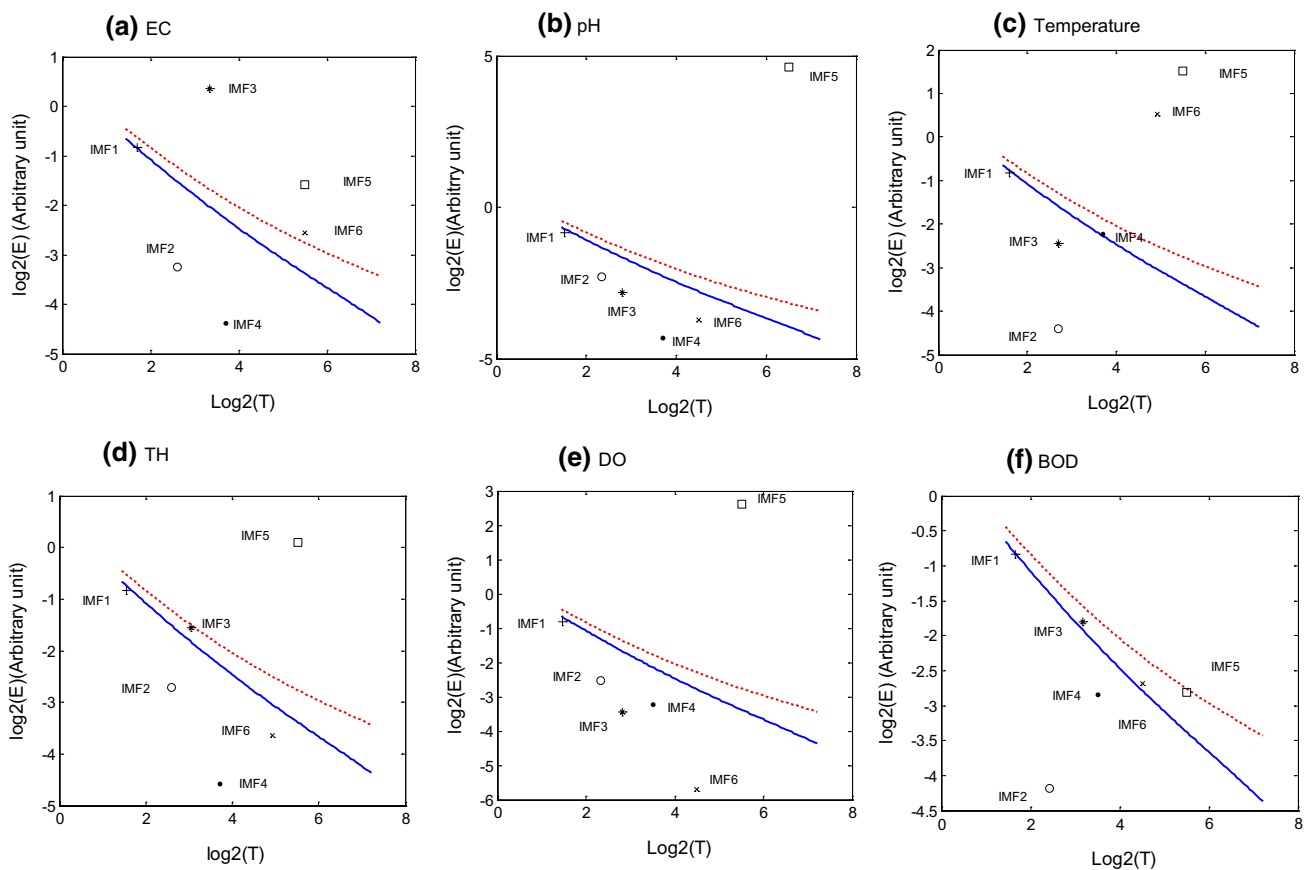 (a) EC
log2(E) (Arbitrary unit)
1
0
-1
-2
-3
-4
-5
0
2
4
6
8
Log2(T)
IMF1
IMF2
IMF3
IMF4
IMF5
IMF6
(b) pH
log2(E)(Arbitrry unit)
5
0
-5
0
2
4
6
8
Log2(T)
IMF1
IMF2
IMF3
IMF4
IMF5
IMF6
(c) Temperature
log2(E) (Arbitrary unit)
2
1
0
-1
-2
-3
-4
-5
0
2
4
6
8
Log2(T)
IMF1
IMF2
IMF3
IMF4
IMF5
IMF6
(d) TH
log2(E)(Arbitrary unit)
1
0
-1
-2
-3
-4
-5
0
2
4
6
8
log2(T)
IMF1
IMF2
IMF3
IMF4
IMF5
IMF6
(e) DO
log2(E)(Arbitrary unit)
3
2
1
0
-1
-2
-3
-4
-5
-6
0
2
4
6
8
Log2(T)
IMF1
IMF2
IMF3
IMF4
IMF5
IMF6
(f) BOD
log2(E) (Arbitrary unit)
0
-0.5
-1
-1.5
-2
-2.5
-3
-3.5
-4
-4.5
0
2
4
6
8
Log2(T)
IMF1
IMF2
IMF3
IMF4
IMF5
IMF6